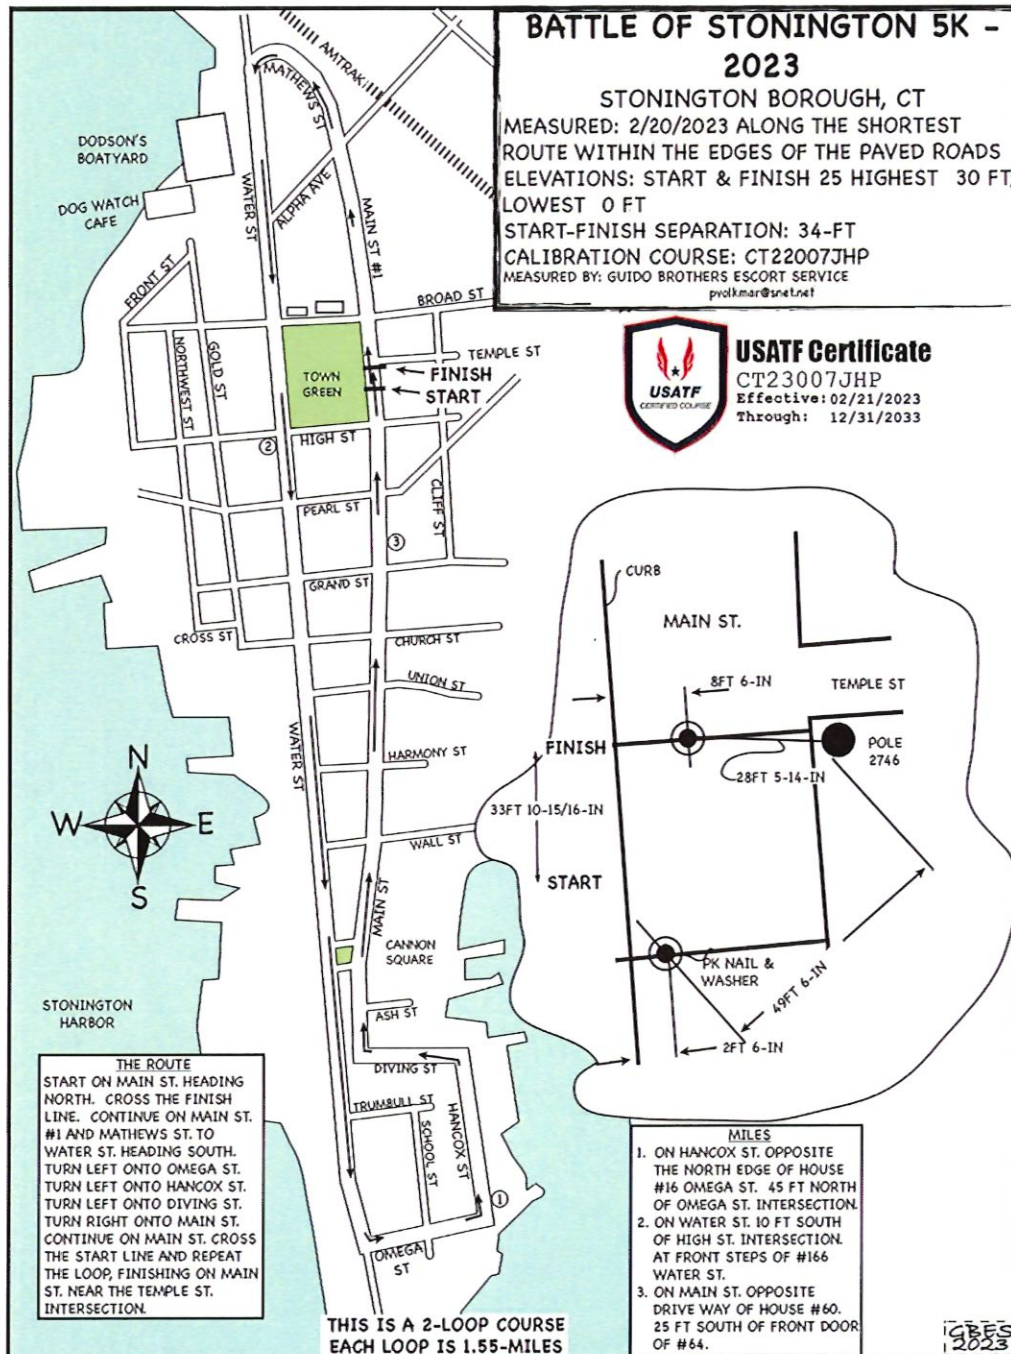 BATTLE OF STONINGTON 5K -
2023
STONINGTON BOROUGH, CT
MEASURED: 2/20/2023 ALONG THE SHORTEST
ROUTE WITHIN THE EDGES OF THE PAVED ROADS
ELEVATIONS: START & FINISH 25 HIGHEST 30 FT,
LOWEST 0 FT
START-FINISH SEPARATION: 34-FT
CALIBRATION COURSE: CT22007JHP
MEASURED BY: GUIDO BROTHERS ESCORT SERVICE
pvolkmar@snet.net
USATF
CERTIFIED COURSE
USATF Certificate
CT23007JHP
Effective: 02/21/2023
Through: 12/31/2033
AMTRAK
MATHEWS ST
DODSON'S
BOATYARD
DOG WATCH
CAFE
WATER ST
ALPHA AVE
MAIN ST #1
FRONT ST
BROAD ST
NORTHWEST ST
GOLD ST
TOWN
GREEN
TEMPLE ST
FINISH
START
2
HIGH ST
PEARL ST
CLIFF ST
3
GRAND ST
CROSS ST
CHURCH ST
UNION ST
WATER ST
HARMONY ST
WALL ST
MAIN ST
N
W
E
S
CANNON
SQUARE
STONINGTON
HARBOR
ASH ST
DIVING ST
TRUMBULL ST
SCHOOL ST
HANCOX ST
1
OMEGA
ST
CURB
MAIN ST.
8FT 6-IN
TEMPLE ST
FINISH
POLE
2746
28FT 5-14-IN
33FT 10-15/16-IN
START
PK NAIL &
WASHER
49FT 6-IN
2FT 6-IN
THE ROUTE
START ON MAIN ST. HEADING
NORTH. CROSS THE FINISH
LINE. CONTINUE ON MAIN ST.
#1 AND MATHEWS ST. TO
WATER ST. HEADING SOUTH.
TURN LEFT ONTO OMEGA ST.
TURN LEFT ONTO HANCOX ST.
TURN LEFT ONTO DIVING ST.
TURN RIGHT ONTO MAIN ST.
CONTINUE ON MAIN ST. CROSS
THE START LINE AND REPEAT
THE LOOP, FINISHING ON MAIN
ST. NEAR THE TEMPLE ST.
INTERSECTION.
MILES
1. ON HANCOX ST. OPPOSITE
THE NORTH EDGE OF HOUSE
#16 OMEGA ST. 45 FT NORTH
OF OMEGA ST. INTERSECTION.
2. ON WATER ST. 10 FT SOUTH
OF HIGH ST. INTERSECTION.
AT FRONT STEPS OF #166
WATER ST.
3. ON MAIN ST. OPPOSITE
DRIVE WAY OF HOUSE #60.
25 FT SOUTH OF FRONT DOOR
OF #64.
THIS IS A 2-LOOP COURSE
EACH LOOP IS 1.55-MILES
GBES
2023